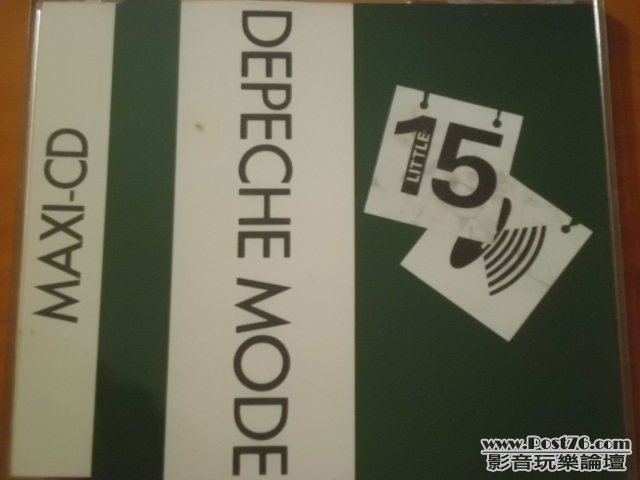 MAXI-CD
DEPECHE MODE
LITTLE 15
www.Post76.com
影音玩樂論壇